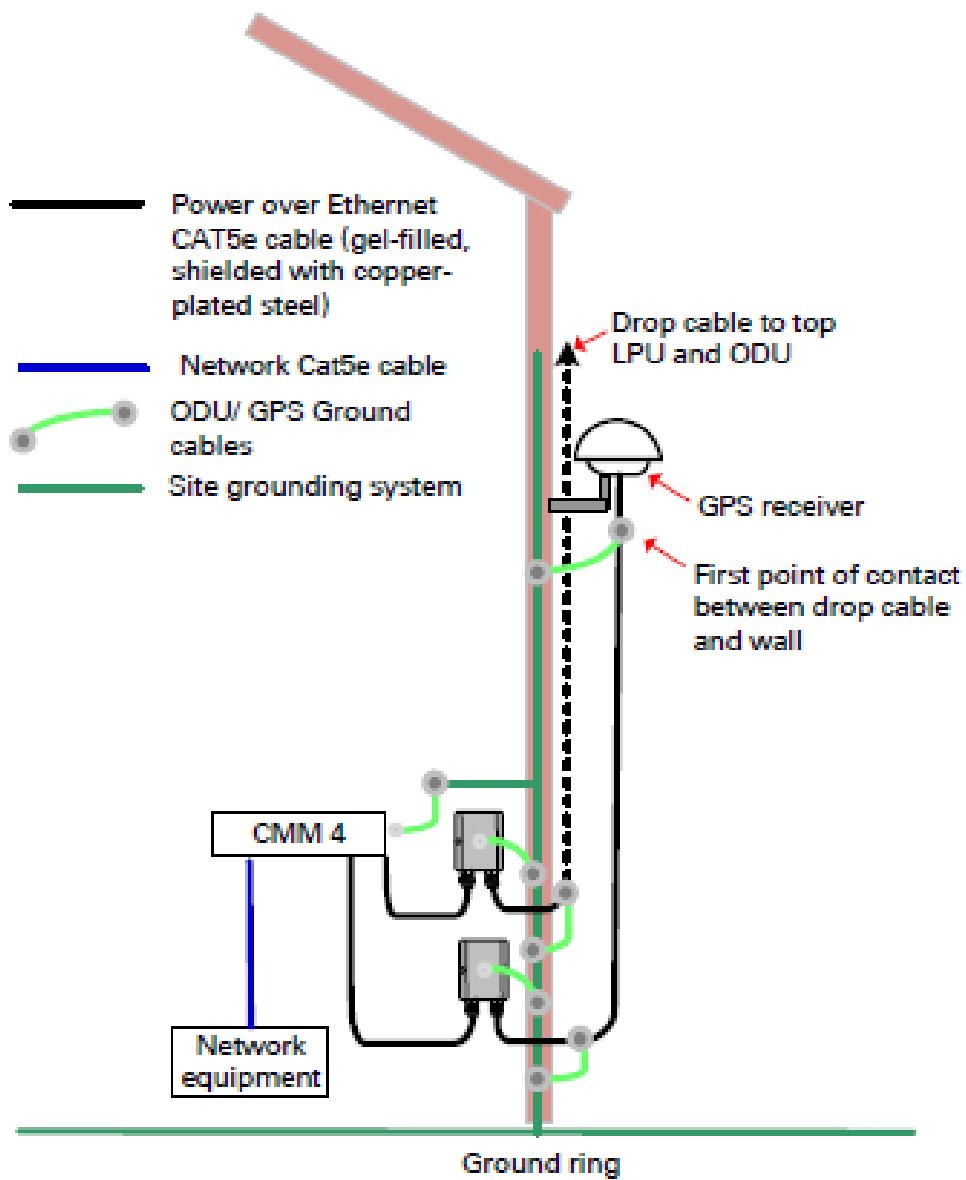 Power over Ethernet
CAT5e cable (gel-filled,
shielded with copper-
plated steel)
Network Cat5e cable
ODU/ GPS Ground
cables
Site grounding system
Drop cable to top
LPU and ODU
GPS receiver
First point of contact
between drop cable
and wall
CMM 4
Network
equipment
Ground ring